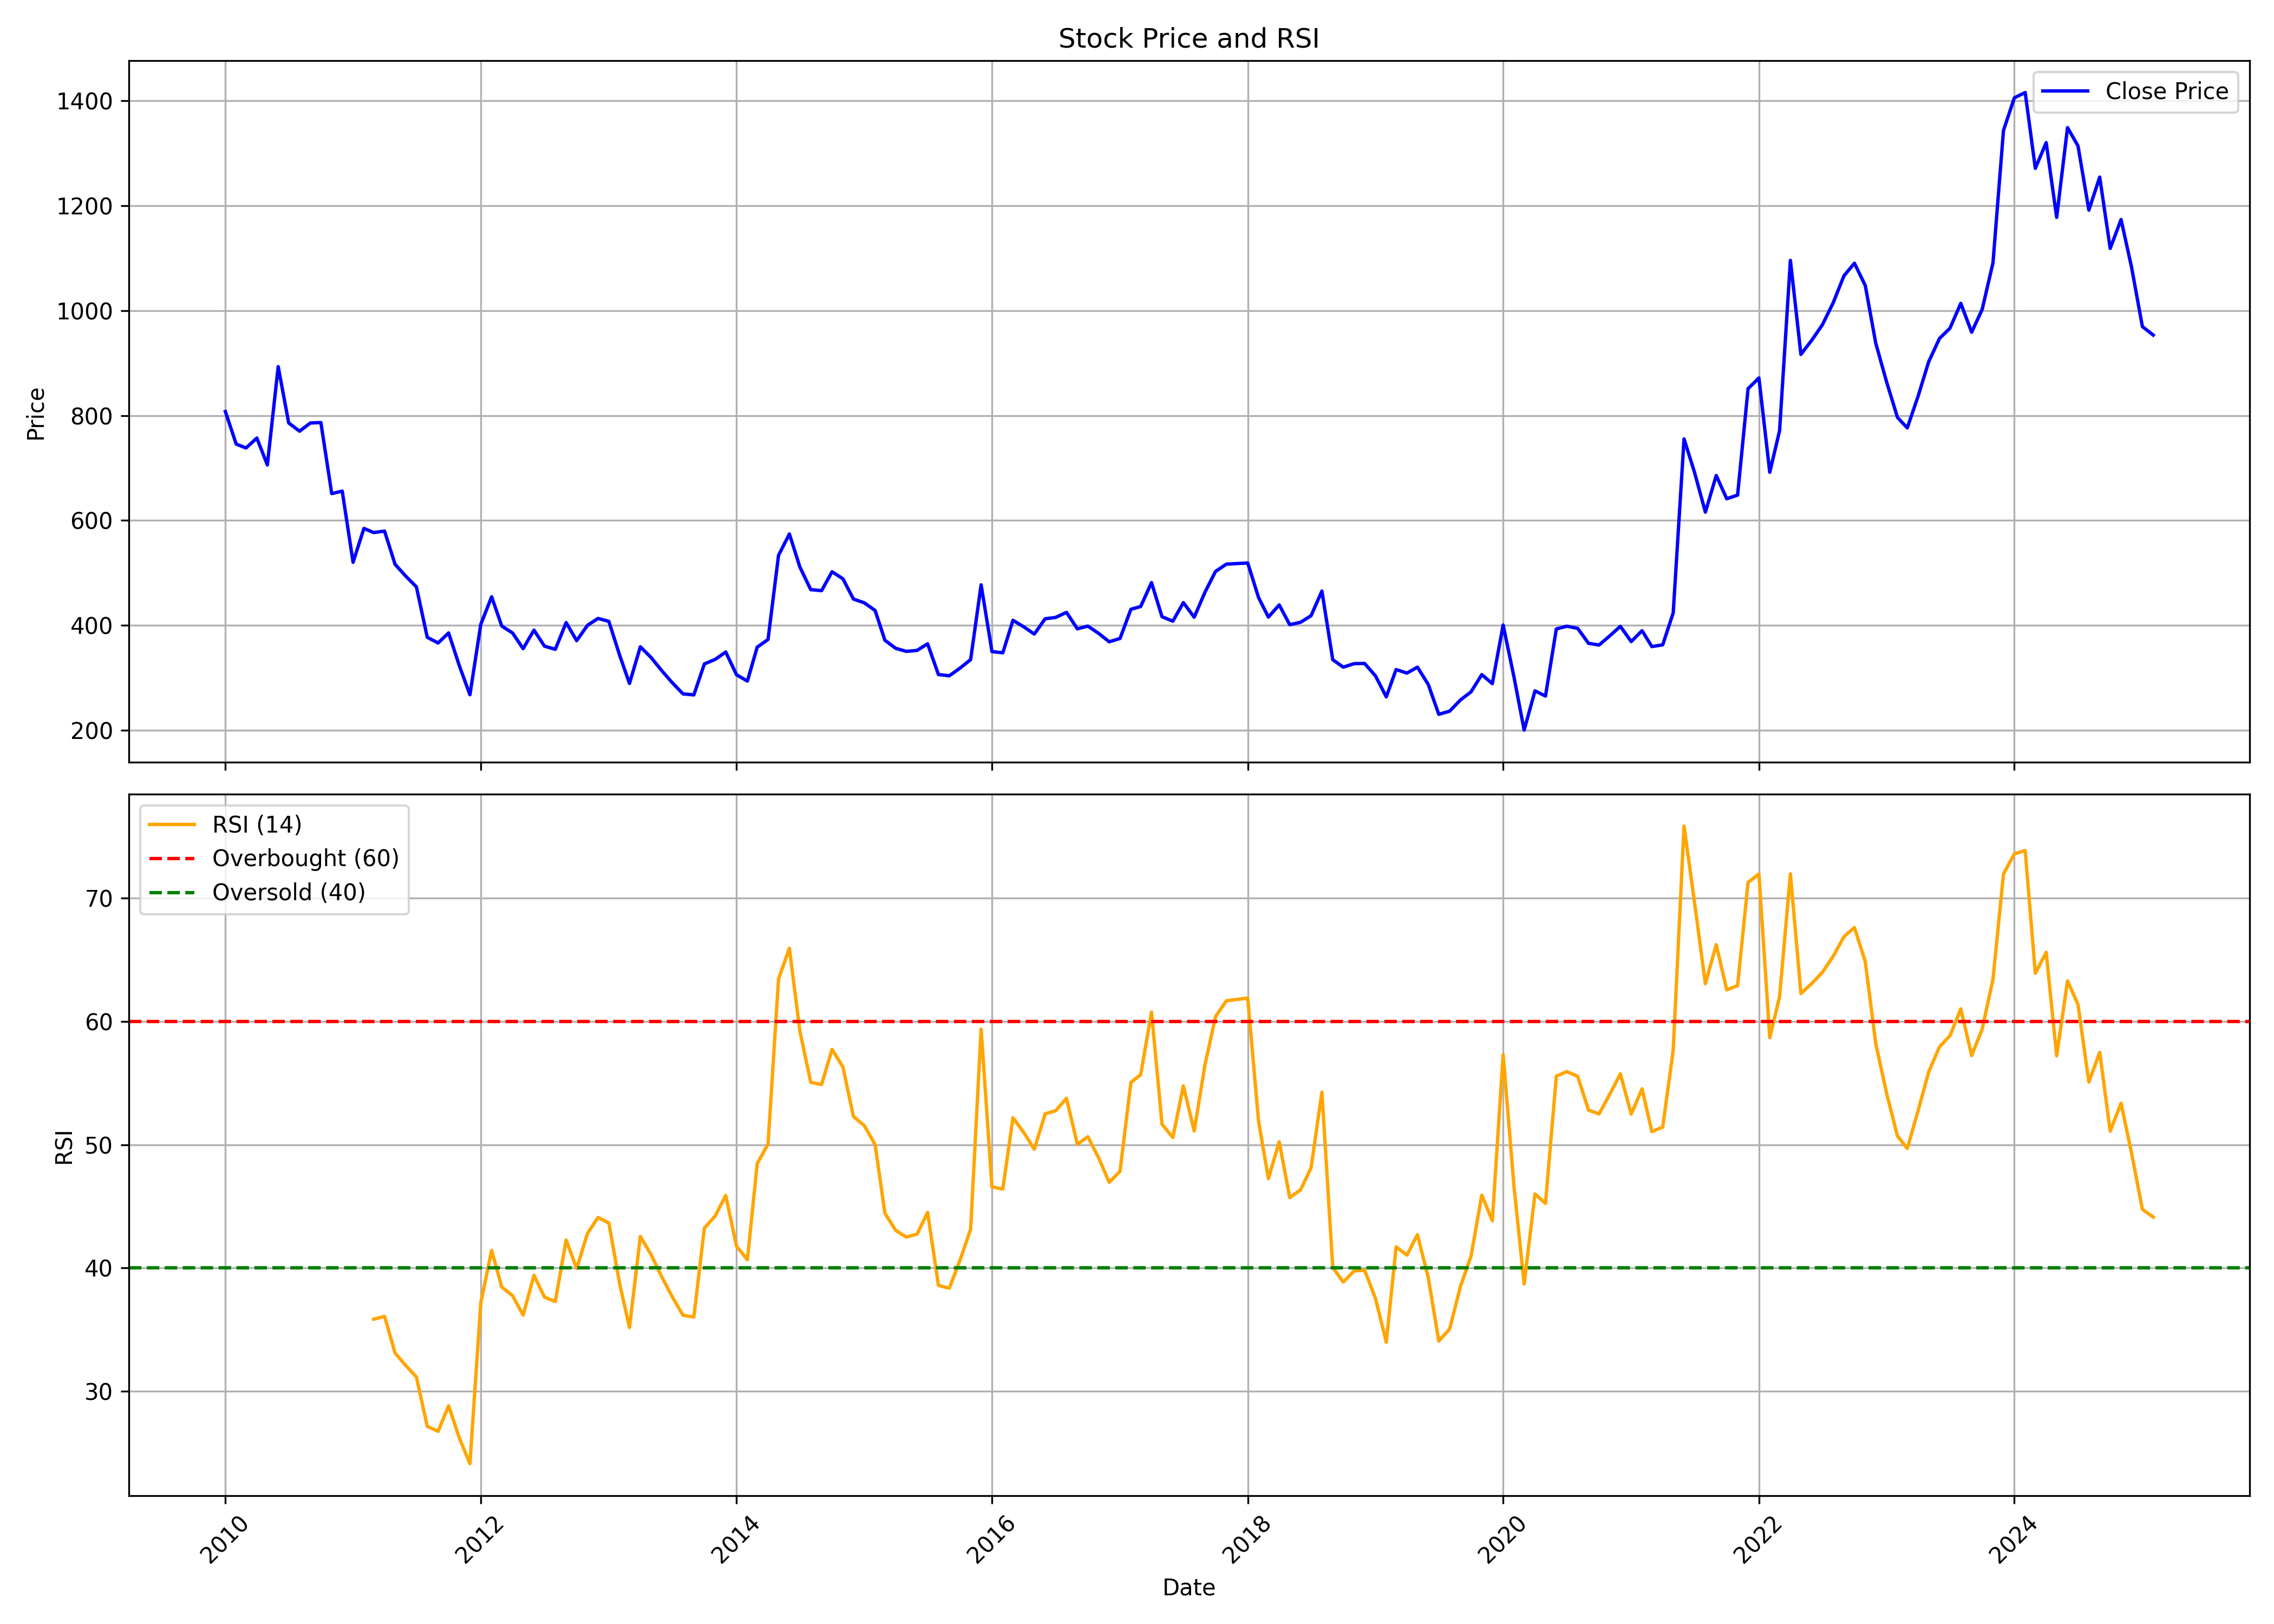 Stock Price and RSI
1400
1200
1000
800
600
400
200
Price
Close Price
RSI (14)
Overbought (60)
Oversold (40)
70
60
50
40
30
RSI
2010
2012
2014
2016
2018
2020
2022
2024
Date